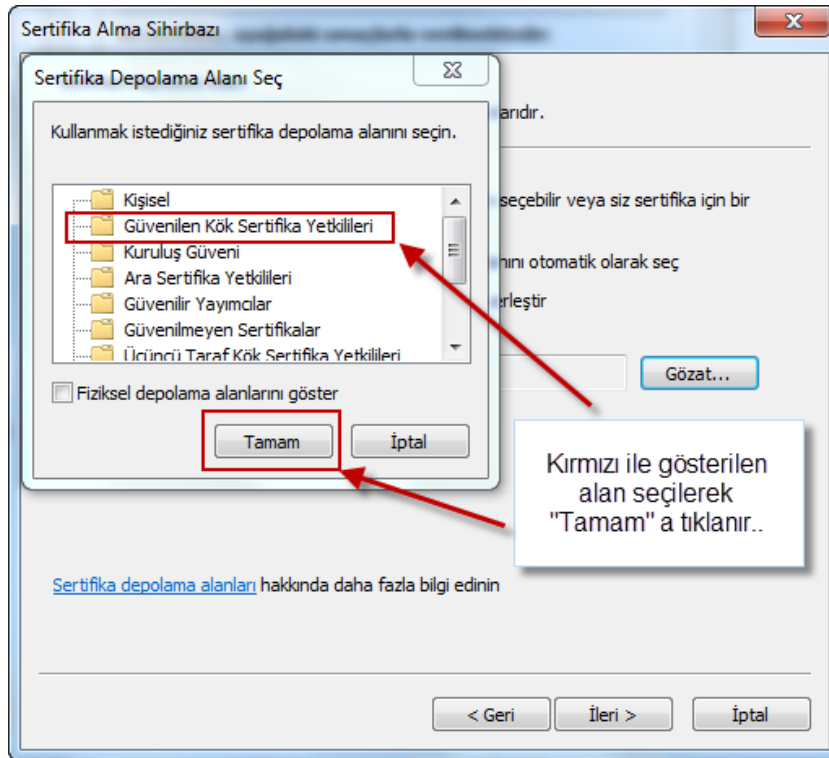 Sertifika Alma Sihirbazı
Sertifika Depolama Alanı Seç
Kullanmak istediğiniz sertifika depolama alanını seçin.
Kişisel
Güvenilen Kök Sertifika Yetkilileri
Kuruluş Güveni
Ara Sertifika Yetkilileri
Güvenilir Yayımcılar
Güvenilmeyen Sertifikalar
Üçüncü Taraf Kök Sertifika Yetkilileri
Fiziksel depolama alanlarını göster
Tamam
İptal
arıdır.
seçebilir veya siz sertifika için bir
nını otomatik olarak seç
erleştir
Gözat...
Kırmızı ile gösterilen
alan seçilerek
"Tamam" a tıklanır..
Sertifika depolama alanları hakkında daha fazla bilgi edinin
< Geri
İleri >
İptal